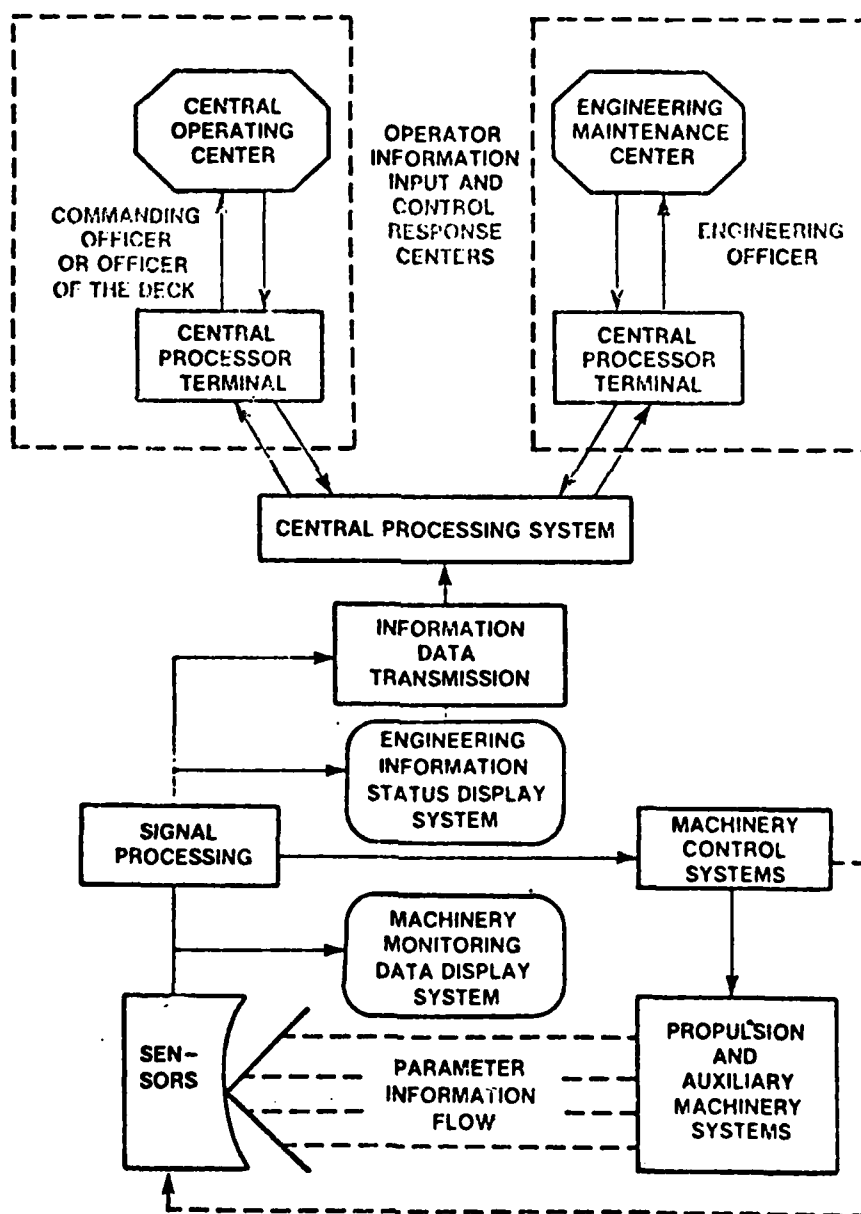 CENTRAL
OPERATING
CENTER
OPERATOR
INFORMATION
INPUT AND
CONTROL
RESPONSE
CENTERS
ENGINEERING
MAINTENANCE
CENTER
COMMANDING
OFFICER
OR OFFICER
OF THE DECK
ENGINEERING
OFFICER
CENTRAL
PROCESSOR
TERMINAL
CENTRAL
PROCESSOR
TERMINAL
CENTRAL PROCESSING SYSTEM
INFORMATION
DATA
TRANSMISSION
ENGINEERING
INFORMATION
STATUS DISPLAY
SYSTEM
SIGNAL
PROCESSING
MACHINERY
CONTROL
SYSTEMS
MACHINERY
MONITORING
DATA DISPLAY
SYSTEM
SEN-
SORS
PARAMETER
INFORMATION
FLOW
PROPULSION
AND
AUXILIARY
MACHINERY
SYSTEMS